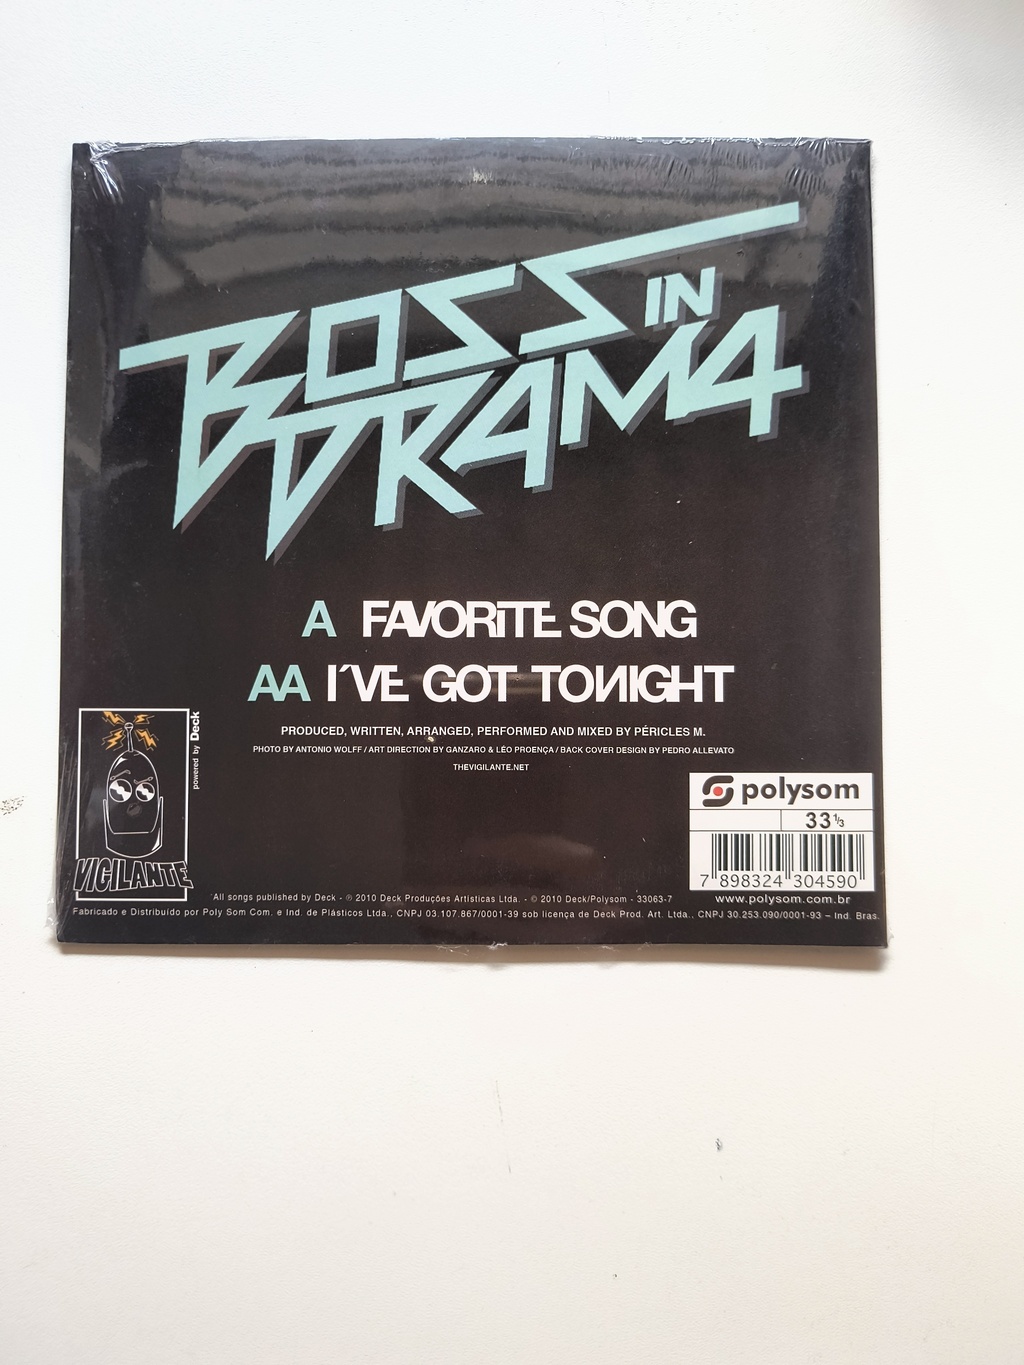 BOSS IN
DRAMA
A FAVORITE SONG
AA I´VE GOT TONIGHT
PRODUCED, WRITTEN, ARRANGED, PERFORMED AND MIXED BY PÉRICLES M.
PHOTO BY ANTONIO WOLFF / ART DIRECTION BY GANZARO & LÉO PROENÇA / BACK COVER DESIGN BY PEDRO ALLEVATO
THEVIGILANTE.NET
powered by Deck
VIGILANTE
polysom
33 1/3
7 898324 304590
www.polysom.com.br
All songs published by Deck - ℗ 2010 Deck Produções Artísticas Ltda. - © 2010 Deck/Polysom - 33063-7
Fabricado e Distribuído por Poly Som Com. e Ind. de Plásticos Ltda., CNPJ 03.107.867/0001-39 sob licença de Deck Prod. Art. Ltda., CNPJ 30.253.090/0001-93 – Ind. Bras.